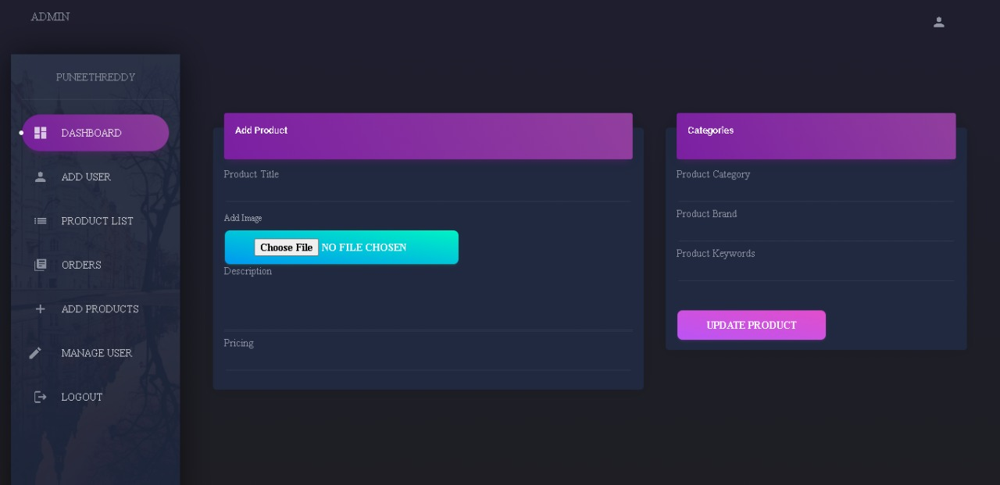 ADMIN
PUNEETHREDDY
DASHBOARD
ADD USER
PRODUCT LIST
ORDERS
ADD PRODUCTS
MANAGE USER
LOGOUT
Add Product
Product Title
Add Image
Choose File NO FILE CHOSEN
Description
Pricing
Categories
Product Category
Product Brand
Product Keywords
UPDATE PRODUCT